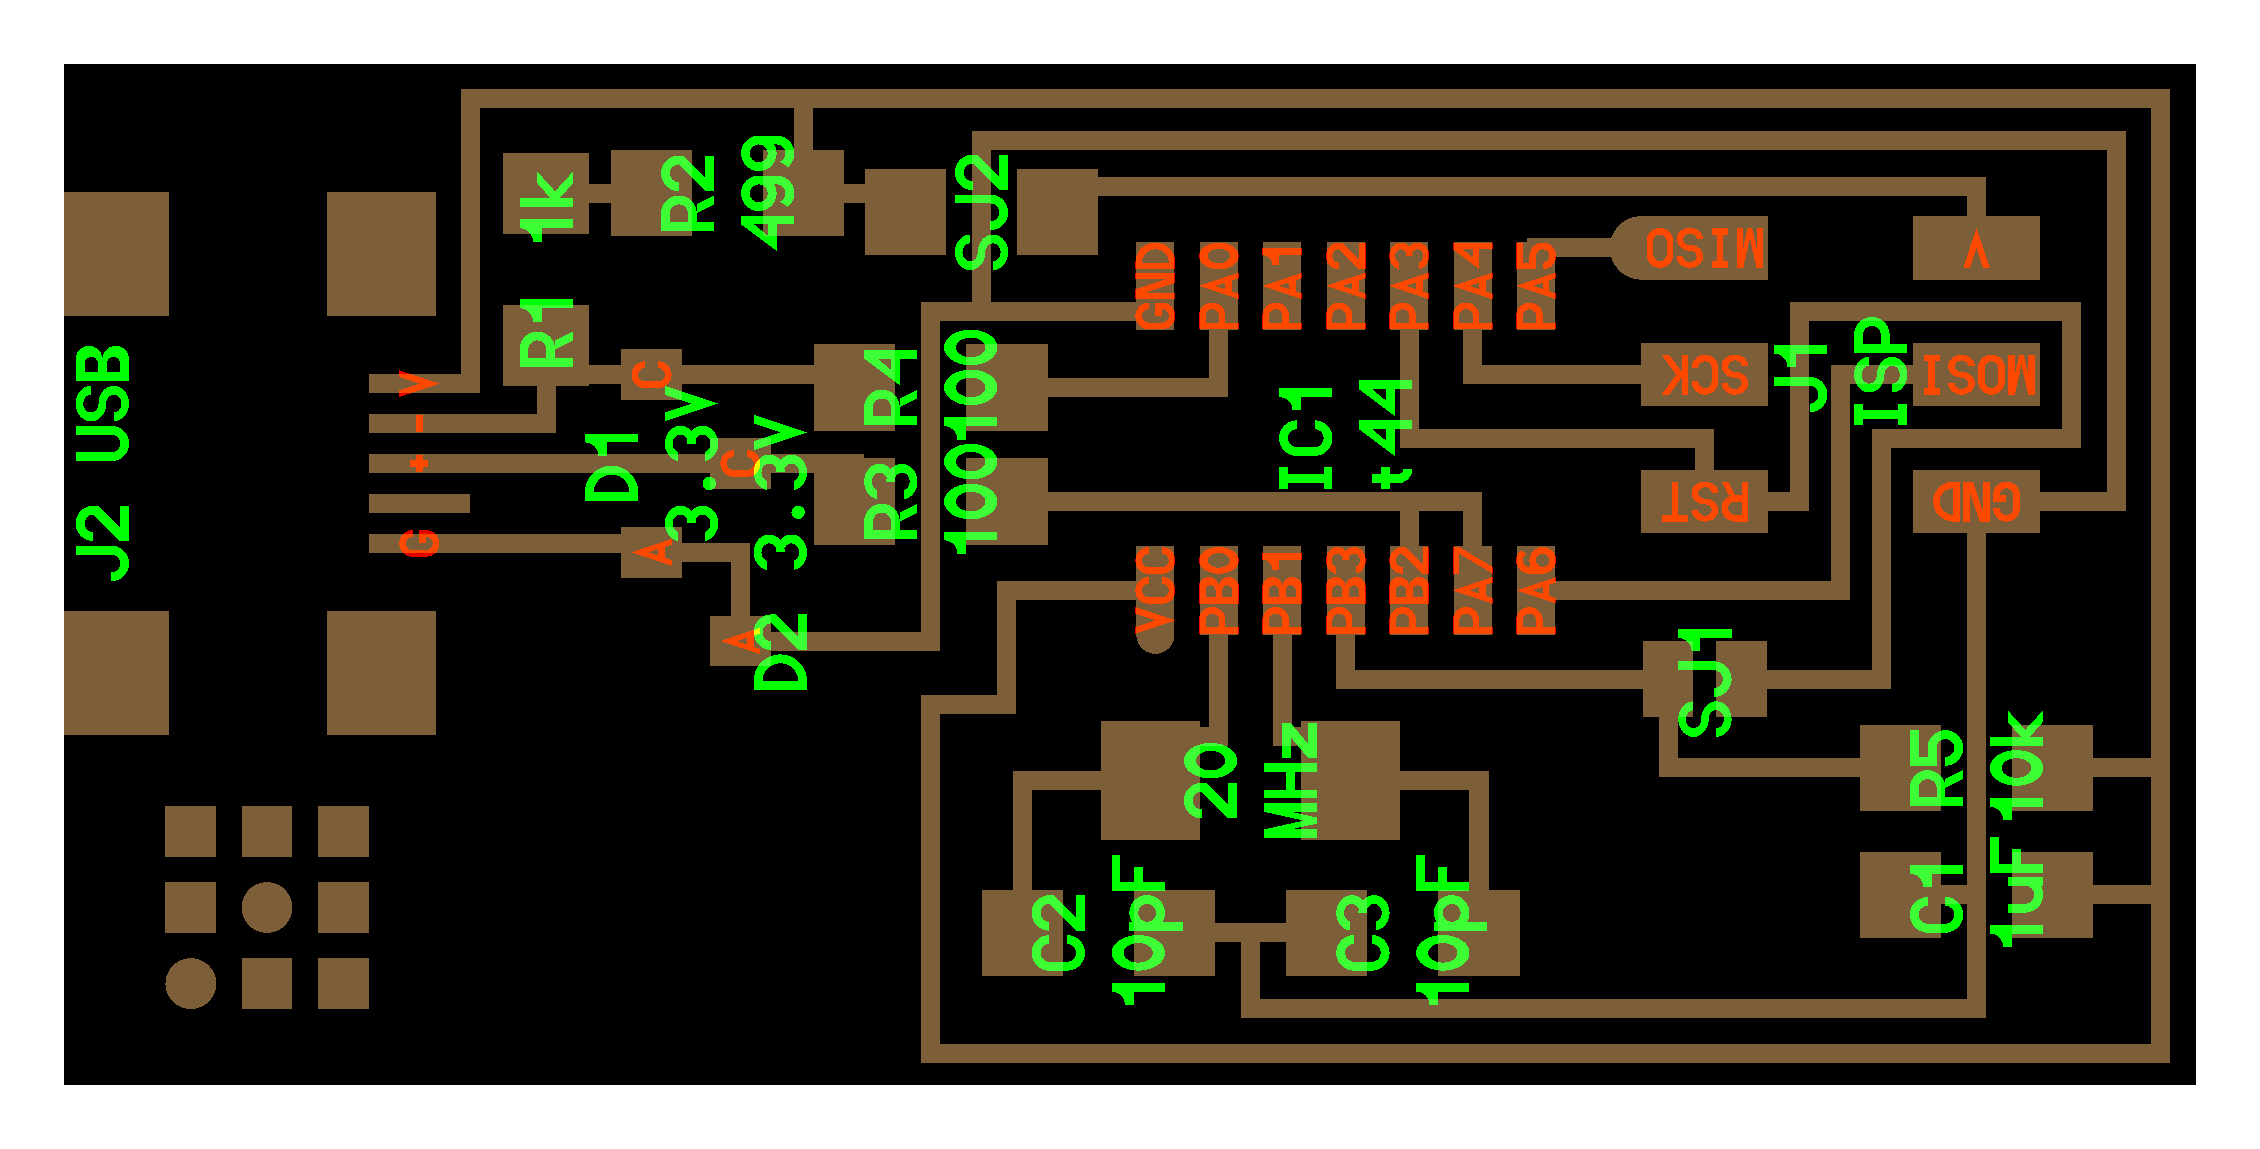 J2 USB
V
-
+
G
R1 1k
R2
499
SJ2
C
A
D1
3.3V
C
A
D2 3.3V
R4
100
R3
100
GND
PA0
PA1
PA2
PA3
PA4
PA5
IC1
t44
VCC
PB0
PB1
PB3
PB2
PA7
PA6
MISO
V
SCK
MOSI
RST
GND
J1
ISP
SJ1
20
MHz
C2
10pF
C3
10pF
R5
10k
C1
1uF